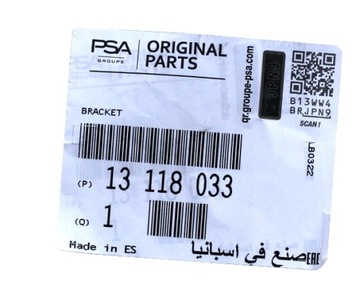 PSA
GROUPE
ORIGINAL
PARTS
qr.groupe-psa.com
B13WW4
BRJPN9
SCAN!
BRACKET
LB0322
(P) 13 118 033
(Q) 1
Made in ES
صنع في اسبانيا
EAC